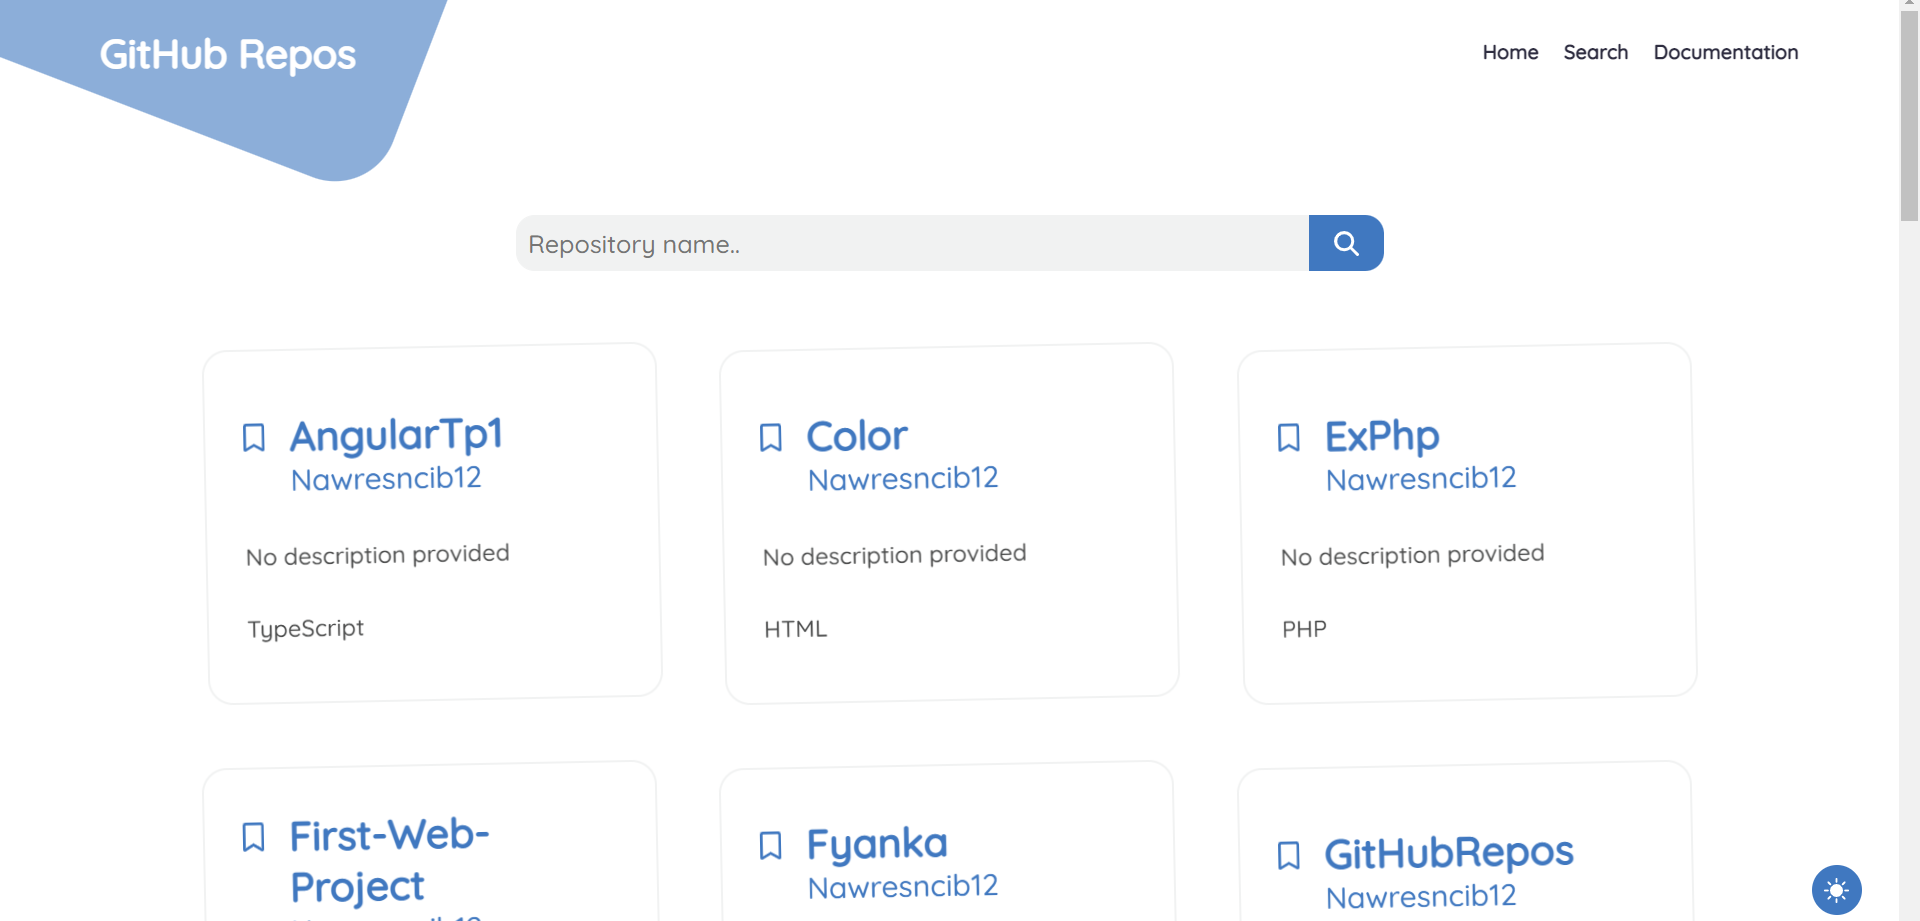 GitHub Repos
Home Search Documentation
Repository name..
AngularTp1
Nawresncib12
No description provided
TypeScript
Color
Nawresncib12
No description provided
HTML
ExPhp
Nawresncib12
No description provided
PHP
First-Web-
Project
Fyanka
Nawresncib12
GitHubRepos
Nawresncib12